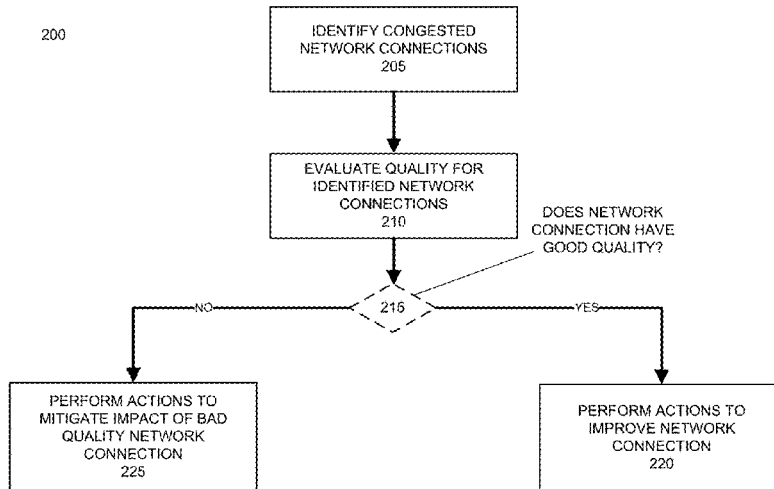 200
IDENTIFY CONGESTED
NETWORK CONNECTIONS
205
EVALUATE QUALITY FOR
IDENTIFIED NETWORK
CONNECTIONS
210
DOES NETWORK
CONNECTION HAVE
GOOD QUALITY?
215
NO
YES
PERFORM ACTIONS TO
MITIGATE IMPACT OF BAD
QUALITY NETWORK
CONNECTION
225
PERFORM ACTIONS TO
IMPROVE NETWORK
CONNECTION
220